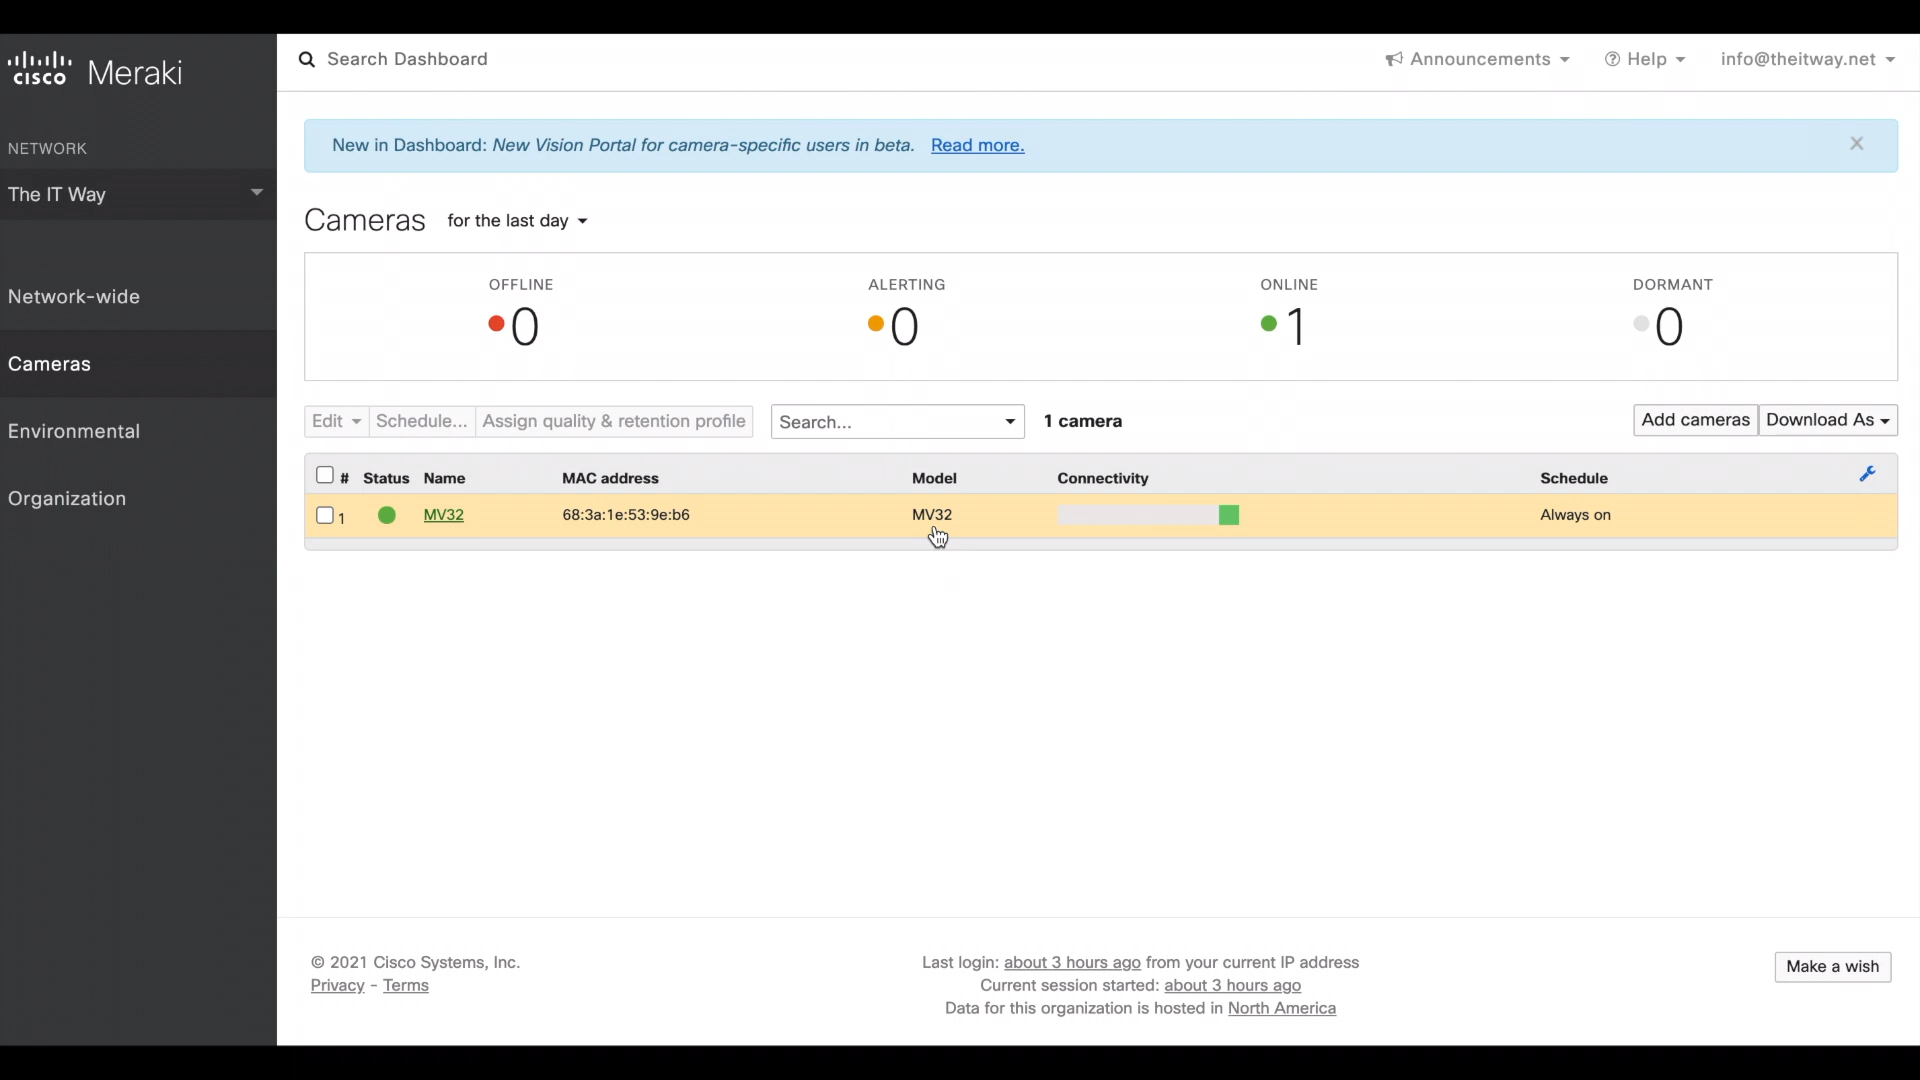 cisco Meraki
Search Dashboard
Announcements
Help
info@theitway.net
NETWORK
The IT Way
Network-wide
Cameras
Environmental
Organization
New in Dashboard: New Vision Portal for camera-specific users in beta. Read more.
Cameras for the last day
OFFLINE ALERTING ONLINE DORMANT
0 0 1 0
Edit Schedule... Assign quality & retention profile Search... 1 camera Add cameras Download As
# Status Name MAC address Model Connectivity Schedule
1 MV32 68:3a:1e:53:9e:b6 MV32 Always on
© 2021 Cisco Systems, Inc.
Privacy - Terms
Last login: about 3 hours ago from your current IP address
Current session started: about 3 hours ago
Data for this organization is hosted in North America
Make a wish